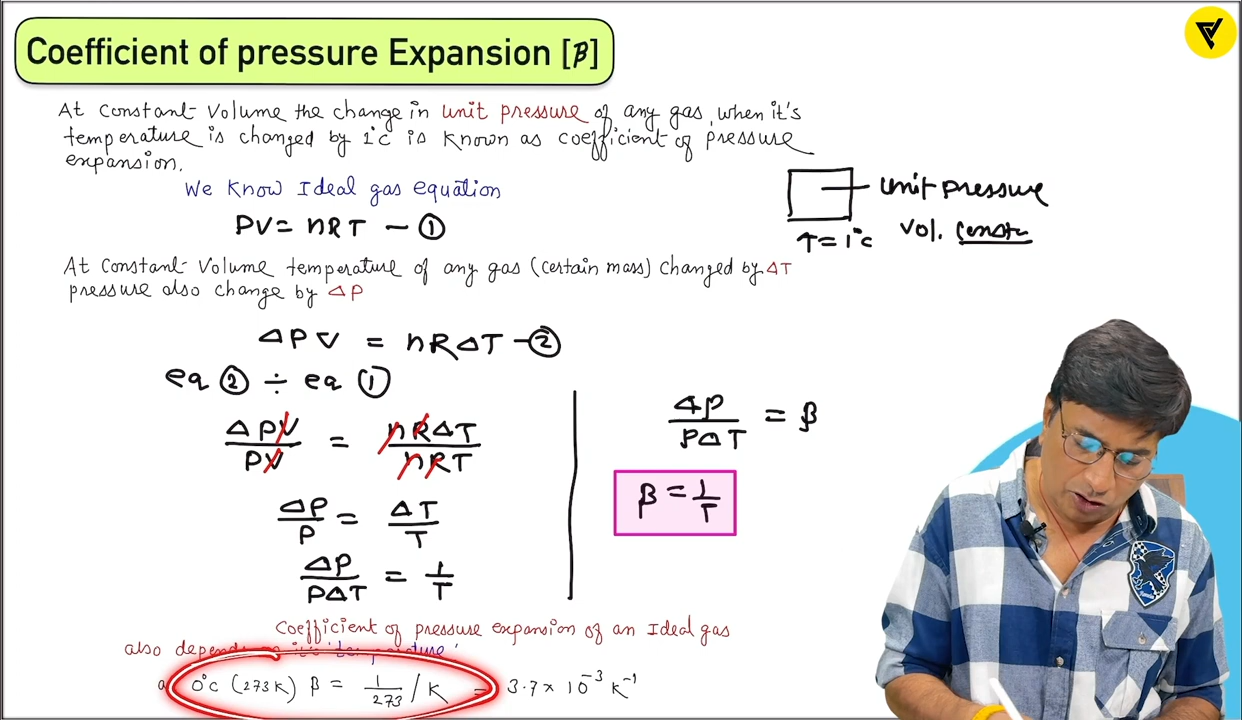 Coefficient of pressure Expansion [β]
At Constant Volume the change in unit pressure of any gas, when it's
temperature is changed by 1°c is known as coefficient of pressure
expansion.
We know Ideal gas equation
PV = nRT — ①
unit pressure
↑ = 1°c vol. const
At Constant Volume temperature of any gas (certain mass) changed by ΔT
pressure also change by ΔP
ΔPV = nRΔT — ②
eq ② ÷ eq ①
ΔPV / PV = nRΔT / nRT
ΔP / P = ΔT / T
ΔP / PΔT = 1 / T
ΔP / PΔT = β
β = 1 / T
Coefficient of pressure expansion of an Ideal gas
also depends on it's
0°c (273K) β = 1/273 /K = 3.7 × 10⁻³ K⁻¹